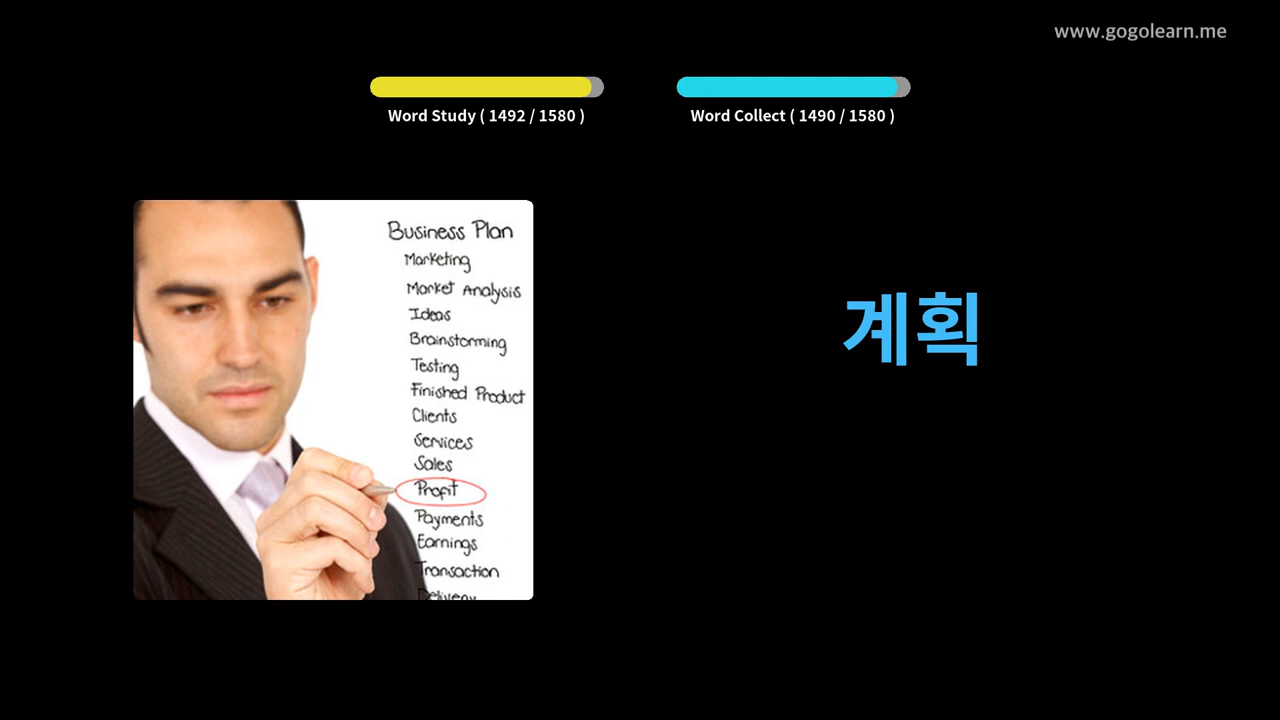 www.gogolearn.me
Word Study ( 1492 / 1580 )
Word Collect ( 1490 / 1580 )
Business Plan
Marketing
Market Analysis
Ideas
Brainstorming
Testing
Finished Product
Clients
Services
Sales
Profit
Payments
Earnings
Transaction
Delivery
계획